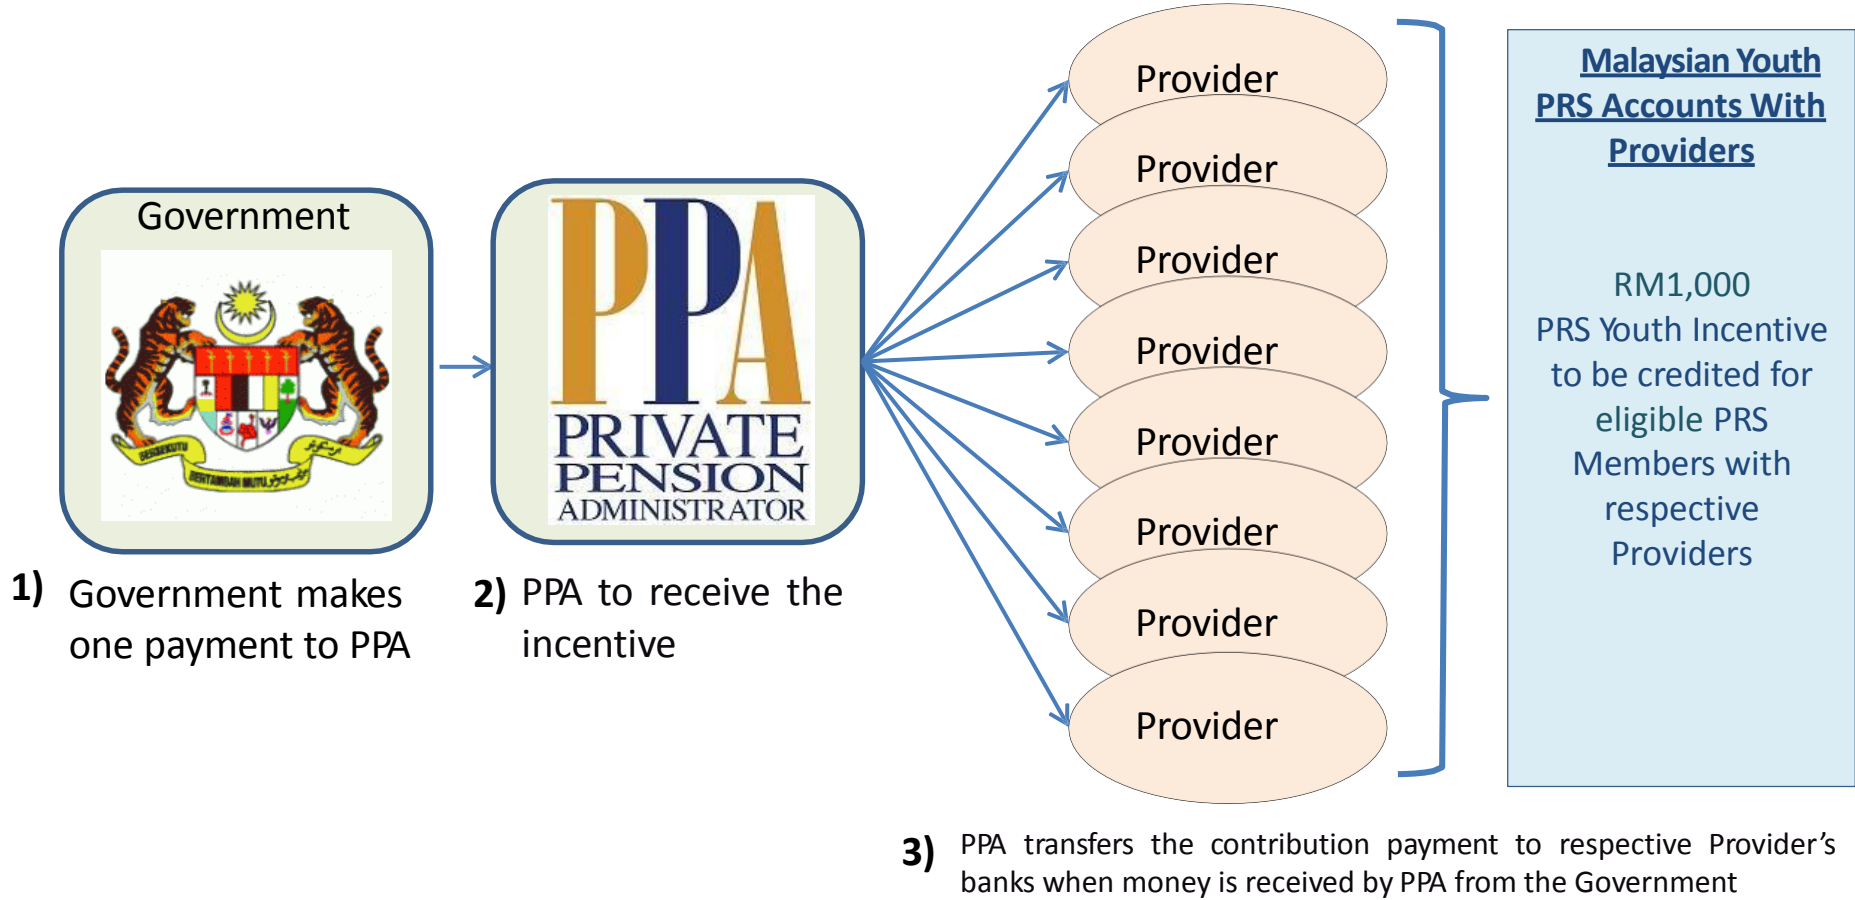 Government
BERSEKUTU
BERTAMBAH MUTU
1) Government makes
one payment to PPA
PPA
PRIVATE
PENSION
ADMINISTRATOR
2) PPA to receive the
incentive
Provider
Provider
Provider
Provider
Provider
Provider
Provider
Provider
Malaysian Youth
PRS Accounts With
Providers
RM1,000
PRS Youth Incentive
to be credited for
eligible PRS
Members with
respective
Providers
3) PPA transfers the contribution payment to respective Provider’s
banks when money is received by PPA from the Government